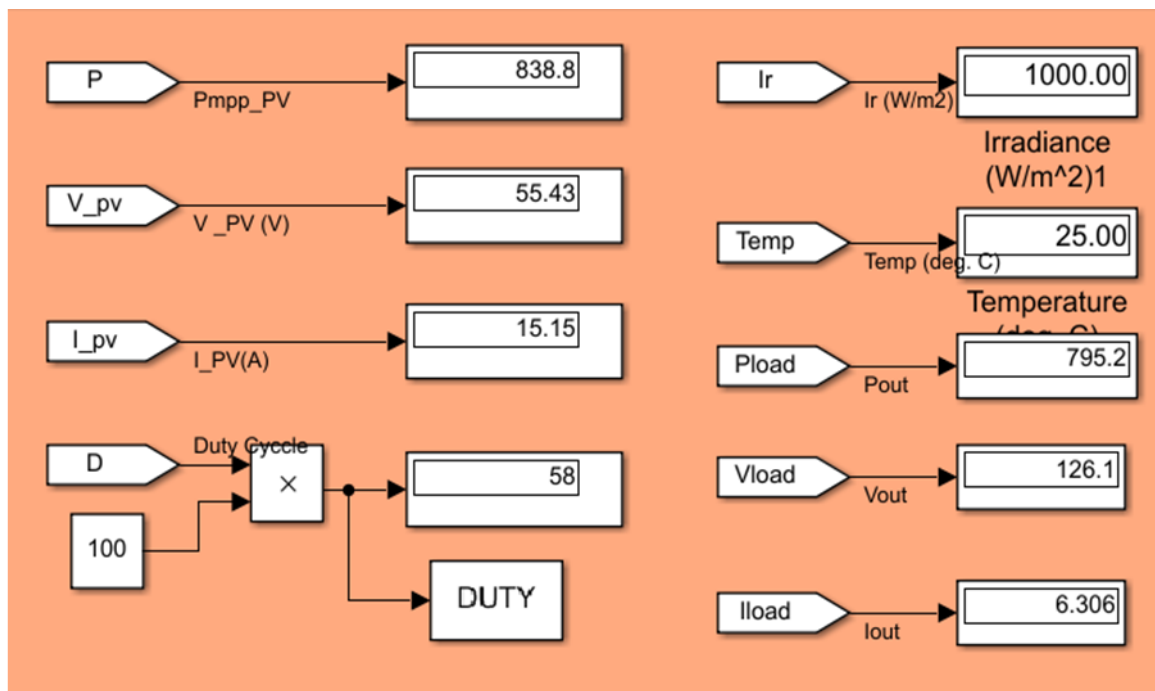 P
Pmpp_PV
838.8
V_pv
V _PV (V)
55.43
I_pv
I_PV(A)
15.15
D
Duty Cyccle
×
58
100
DUTY
Ir
Ir (W/m2)
1000.00
Irradiance
(W/m^2)1
Temp
Temp (deg. C)
25.00
Temperature
(deg. C)
Pload
Pout
795.2
Vload
Vout
126.1
Iload
Iout
6.306